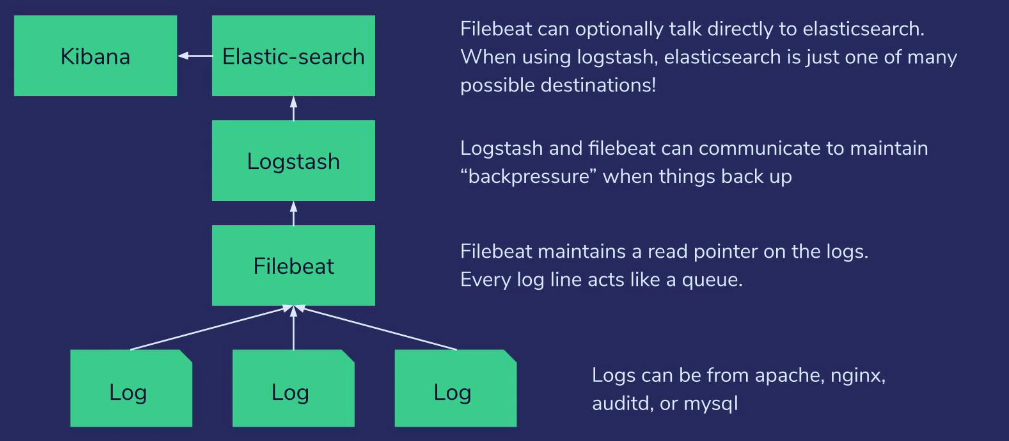 Kibana
Elastic-search
Filebeat can optionally talk directly to elasticsearch.
When using logstash, elasticsearch is just one of many
possible destinations!
Logstash
Logstash and filebeat can communicate to maintain
“backpressure” when things back up
Filebeat
Filebeat maintains a read pointer on the logs.
Every log line acts like a queue.
Log
Log
Log
Logs can be from apache, nginx,
auditd, or mysql